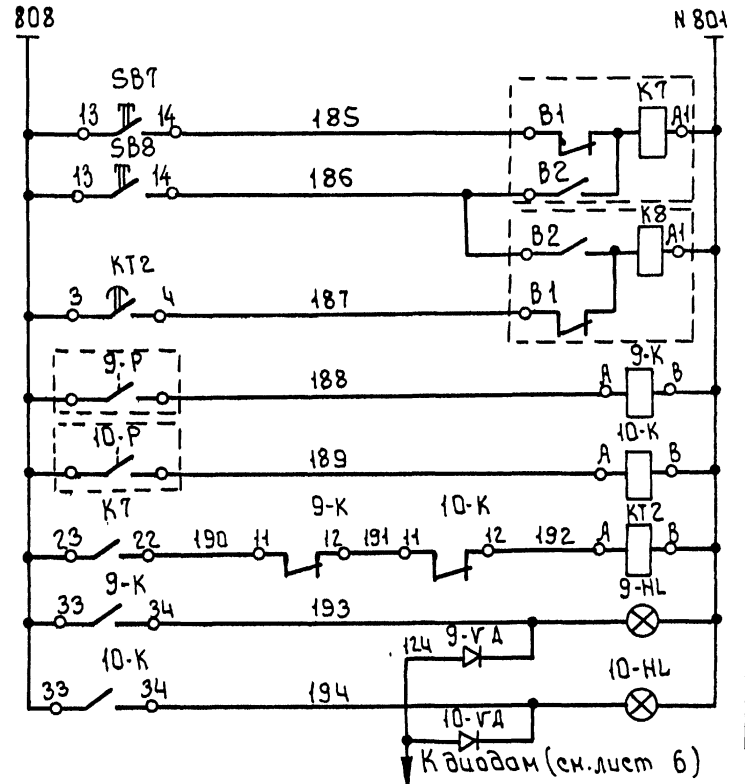 808 N 801
SB7 K7
13 14 185 B1 A1
SB8
13 14 186 B2
K8
B2 A1
KT2
3 4 187 B1
9-P 9-K
188 A B
10-P 10-K
189 A B
K7 9-K 10-K KT2
23 22 190 11 12 191 11 12 192 A B
9-K 9-HL
33 34 193
124 9-VД
10-K 10-HL
33 34 194
10-VД
К диодам (см. лист 6)